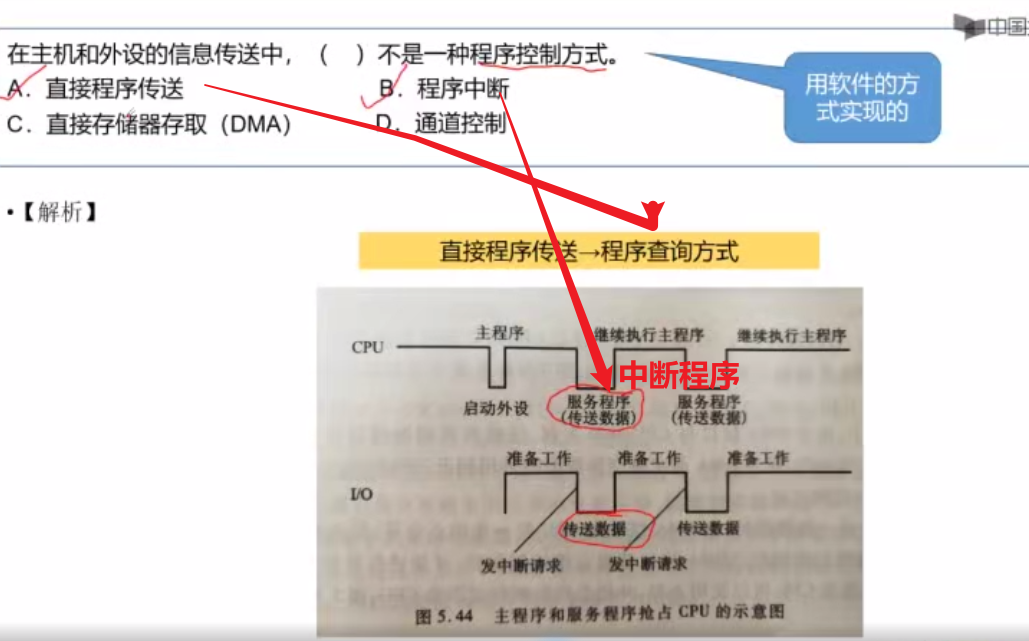 中国
在主机和外设的信息传送中，（ ）不是一种程序控制方式。
A．直接程序传送 B．程序中断
C．直接存储器存取（DMA） D．通道控制
用软件的方
式实现的
•【解析】
直接程序传送→程序查询方式
主程序 继续执行主程序 继续执行主程序
CPU
中断程序
启动外设 服务程序 服务程序
(传送数据) (传送数据)
准备工作 准备工作 准备工作
I/O
传送数据 传送数据
发中断请求 发中断请求
图 5.44 主程序和服务程序抢占 CPU 的示意图